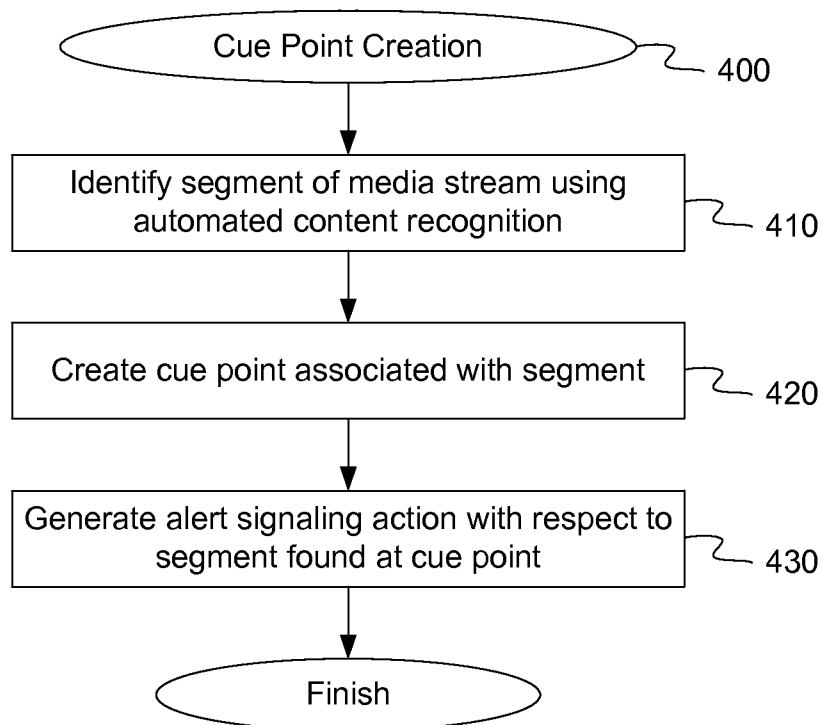 Cue Point Creation
400
Identify segment of media stream using
automated content recognition
410
Create cue point associated with segment
420
Generate alert signaling action with respect to
segment found at cue point
430
Finish